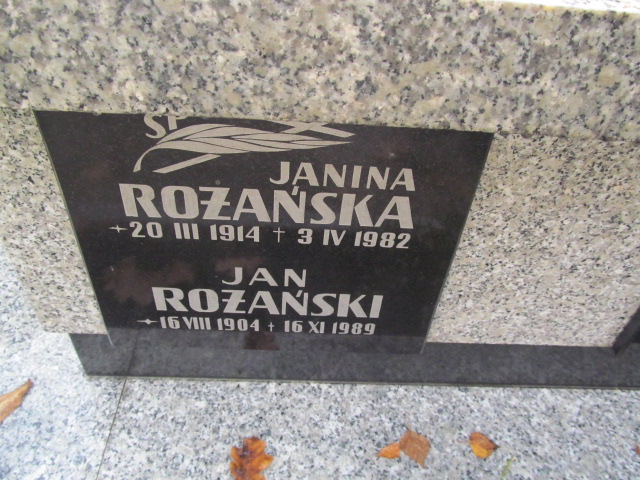 ŚP
JANINA
ROŻAŃSKA
20 III 1914 † 3 IV 1982
JAN
ROŻAŃSKI
16 VIII 1904 † 16 XI 1989